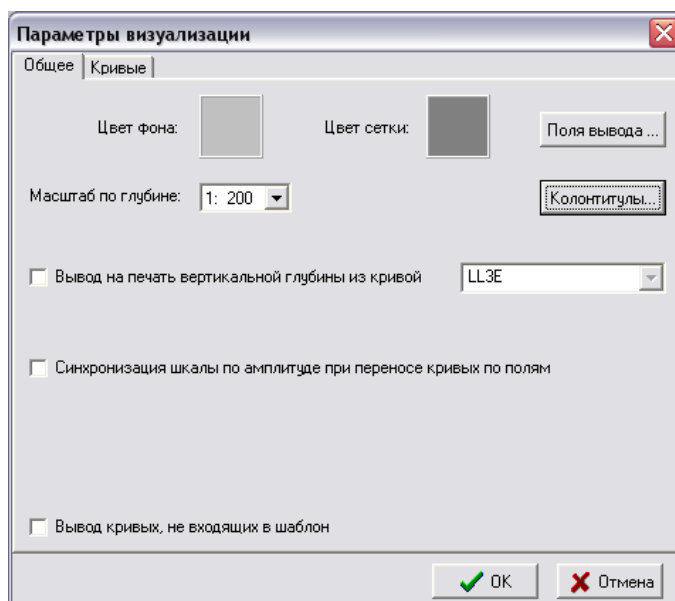 Параметры визуализации
Общее Кривые
Цвет фона: Цвет сетки: Поля вывода ...
Масштаб по глубине: 1: 200 Колонтитулы...
Вывод на печать вертикальной глубины из кривой LL3E
Синхронизация шкалы по амплитуде при переносе кривых по полям
Вывод кривых, не входящих в шаблон
OK Отмена